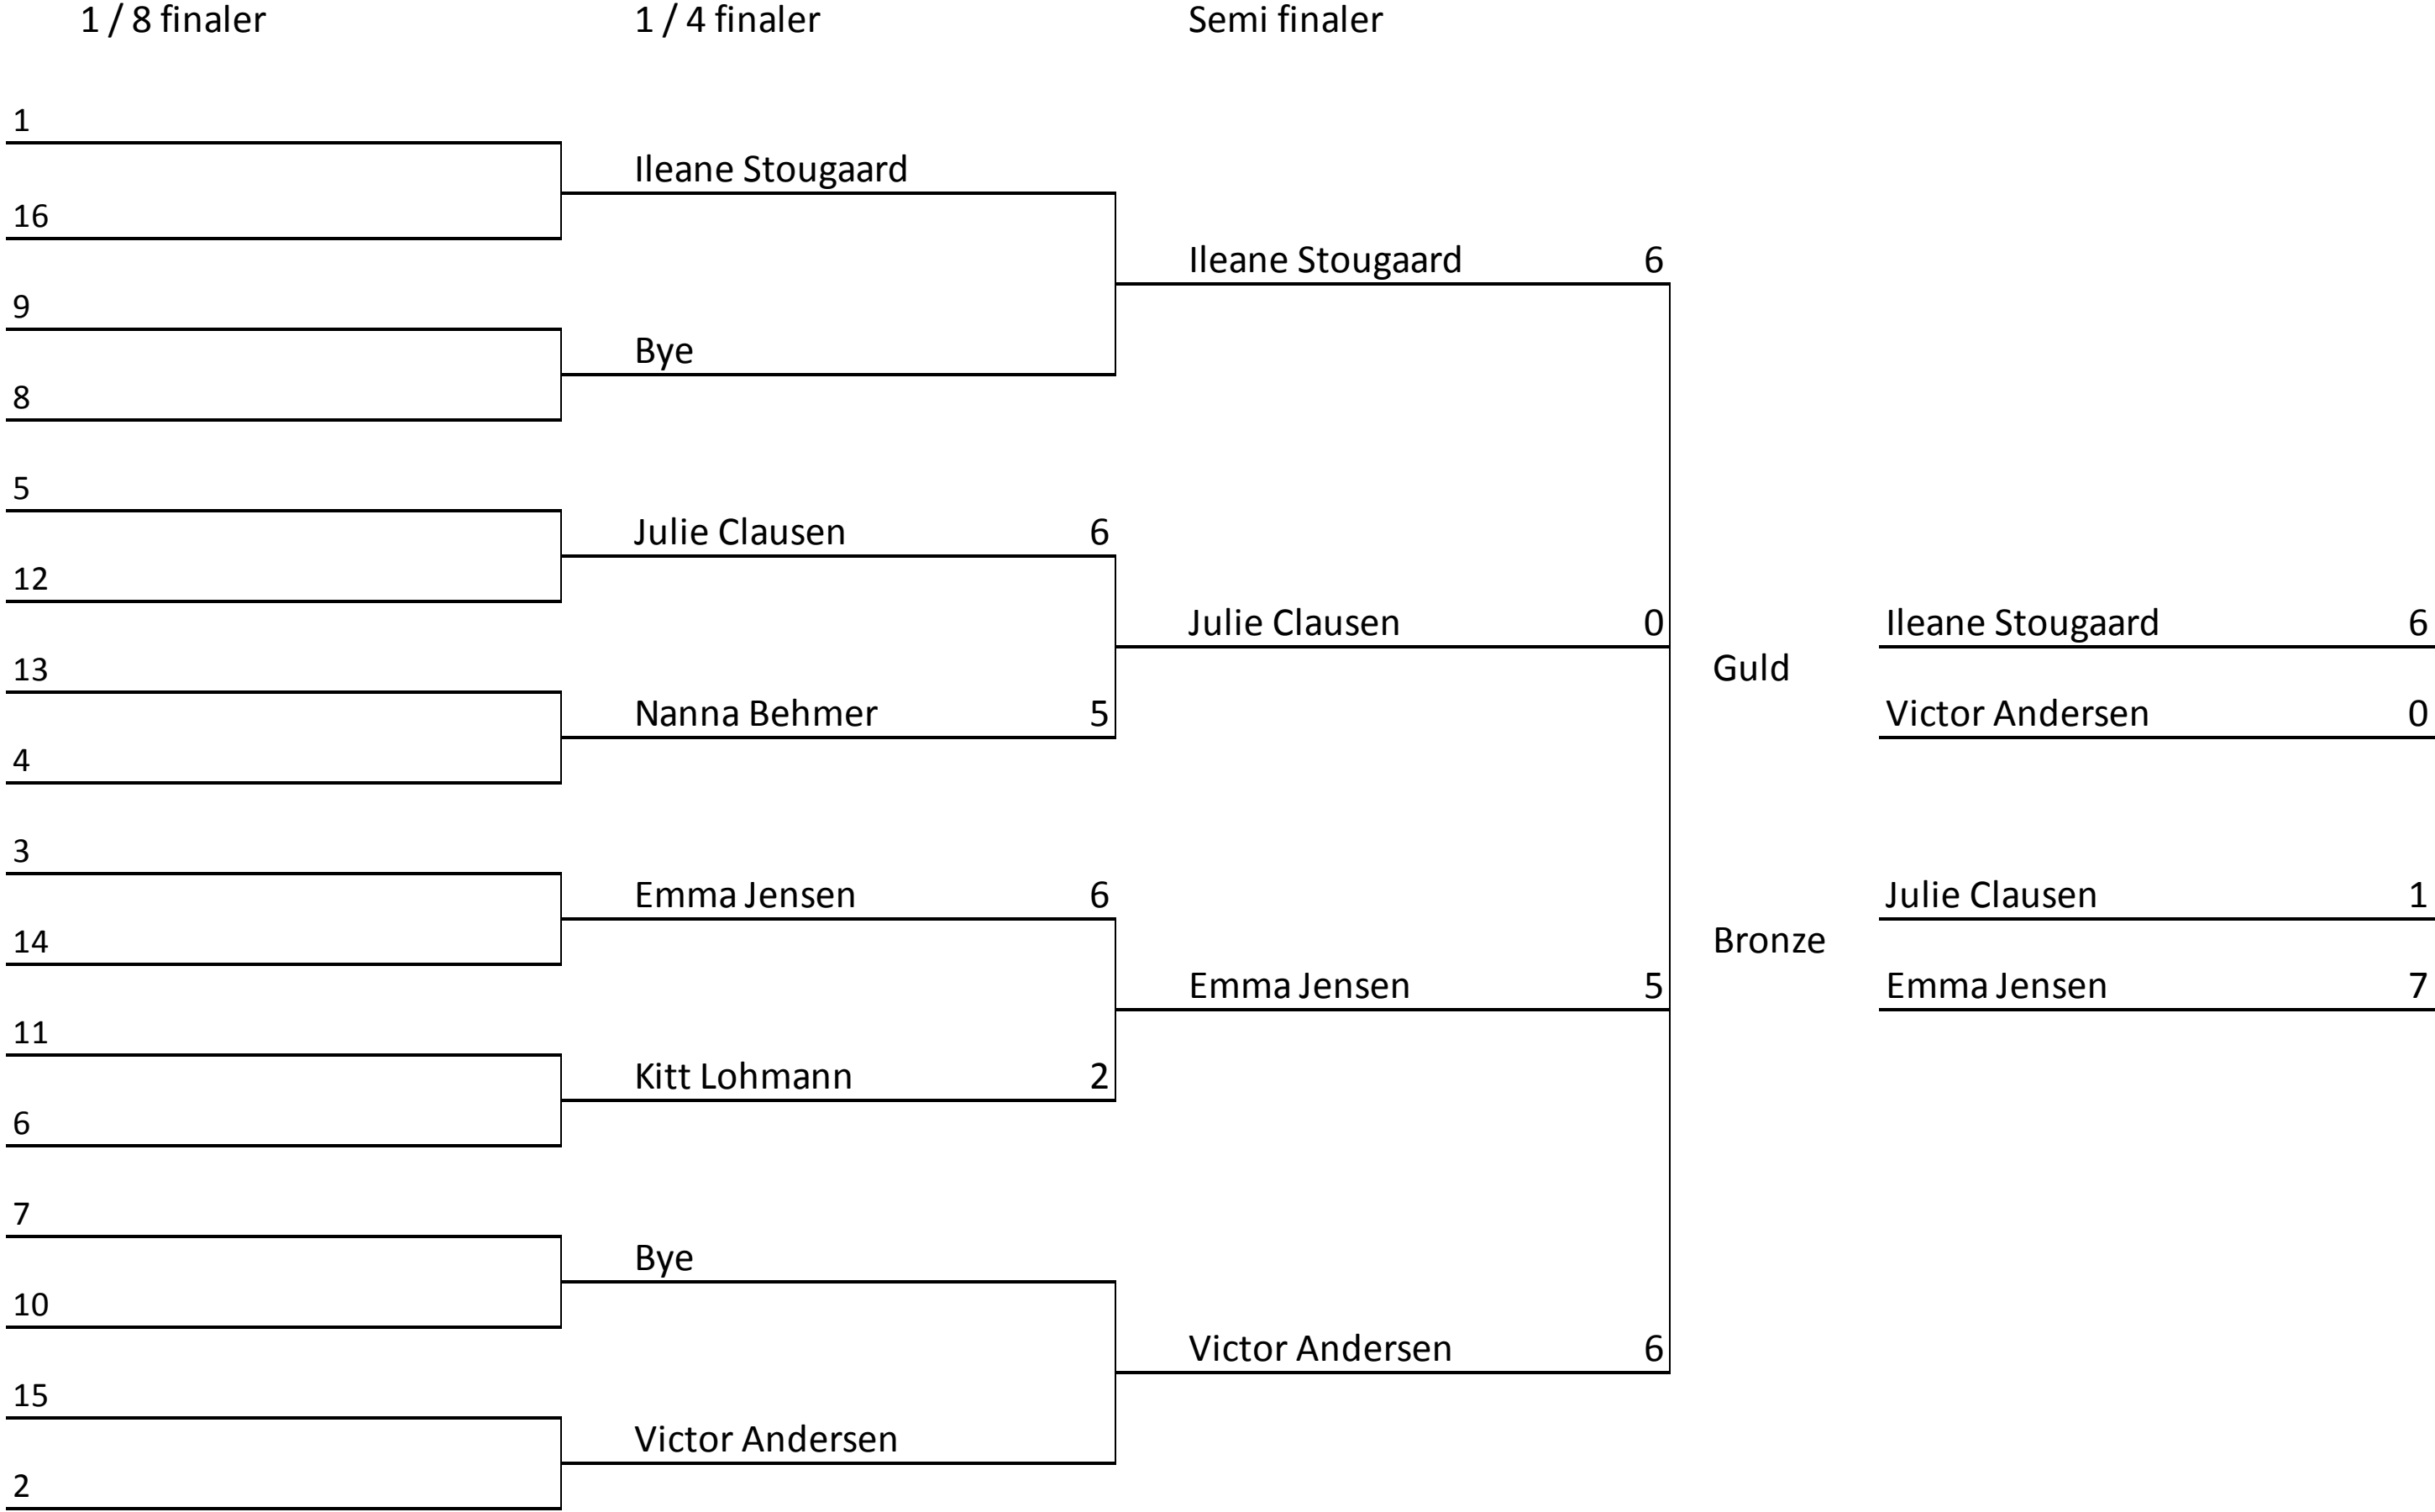 1 / 8 finaler 1 / 4 finaler Semi finaler
1
Ileane Stougaard
16
Ileane Stougaard 6
9
Bye
8
5
Julie Clausen 6
12
Julie Clausen 0 Ileane Stougaard 6
13 Guld
Nanna Behmer 5 Victor Andersen 0
4
3
Emma Jensen 6 Julie Clausen 1
14 Bronze
Emma Jensen 5 Emma Jensen 7
11
Kitt Lohmann 2
6
7
Bye
10
Victor Andersen 6
15
Victor Andersen
2